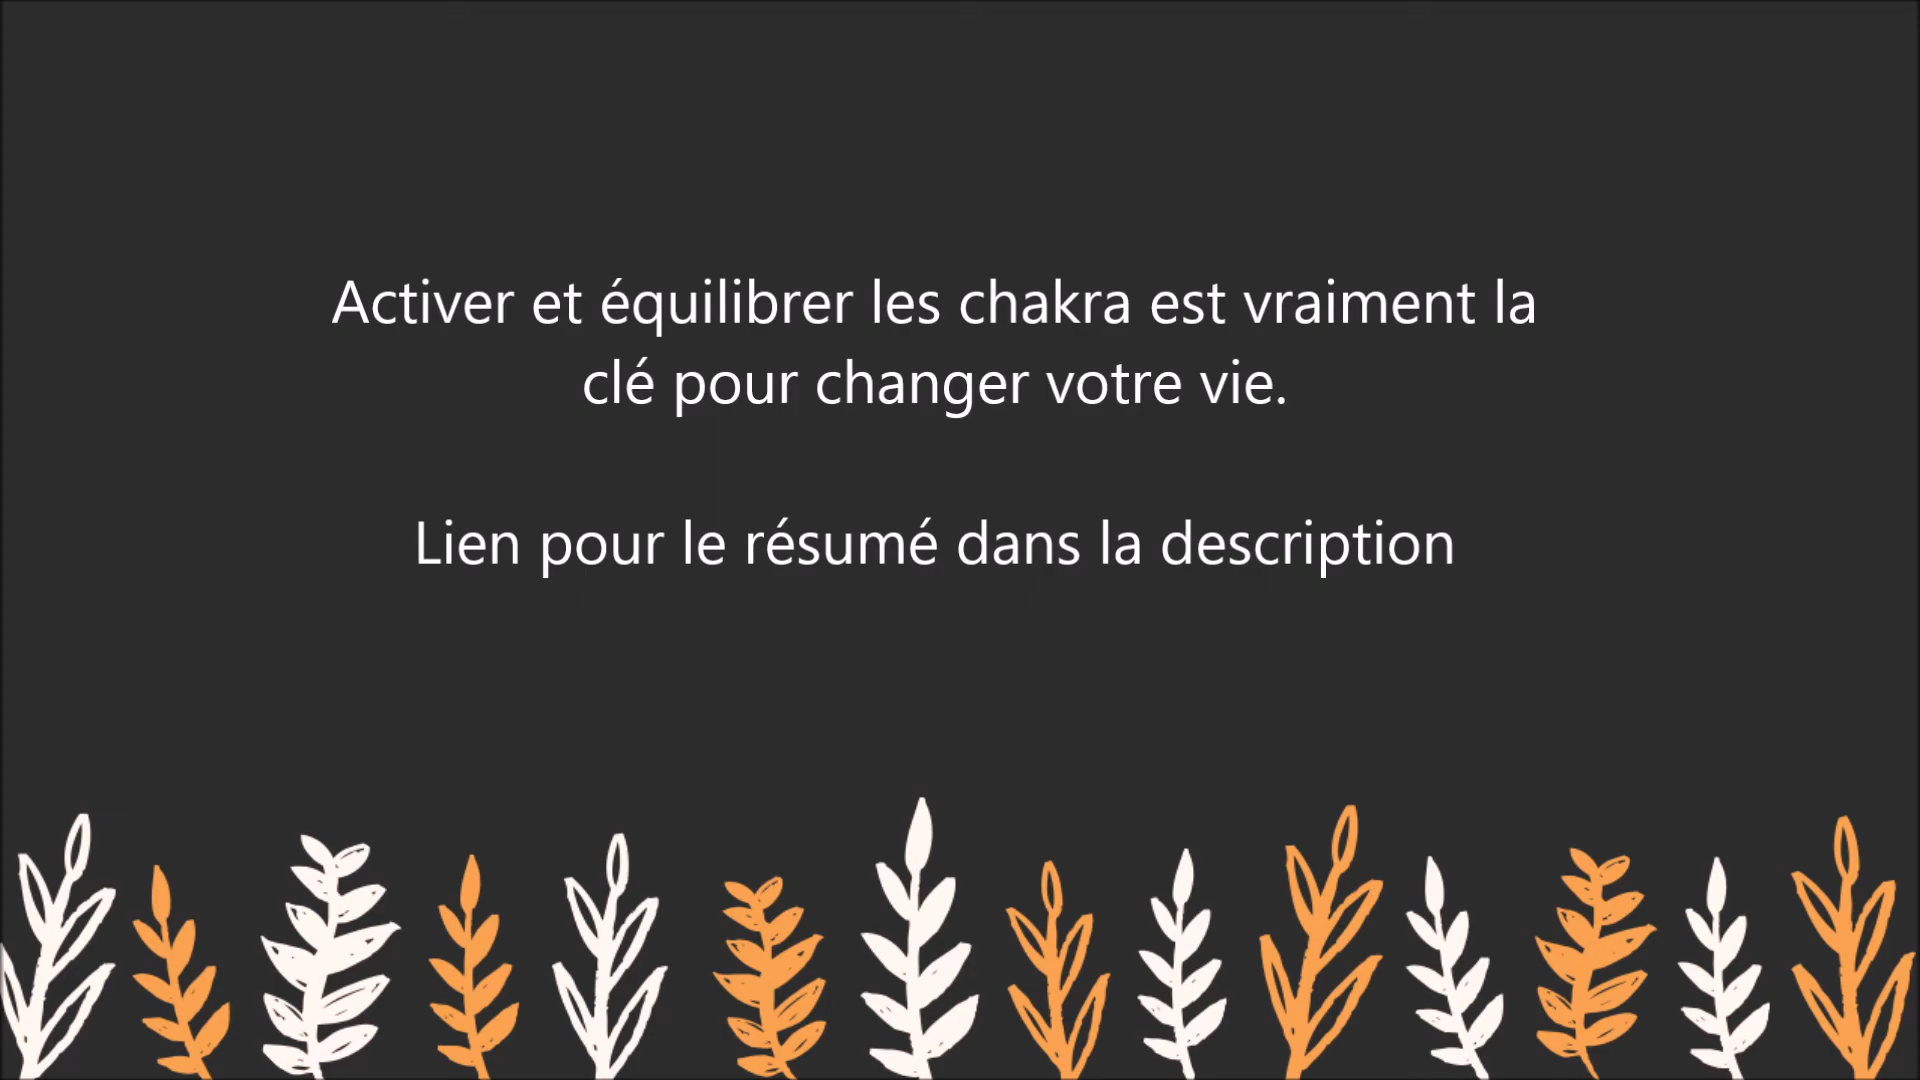 Activer et équilibrer les chakra est vraiment la
clé pour changer votre vie.
Lien pour le résumé dans la description